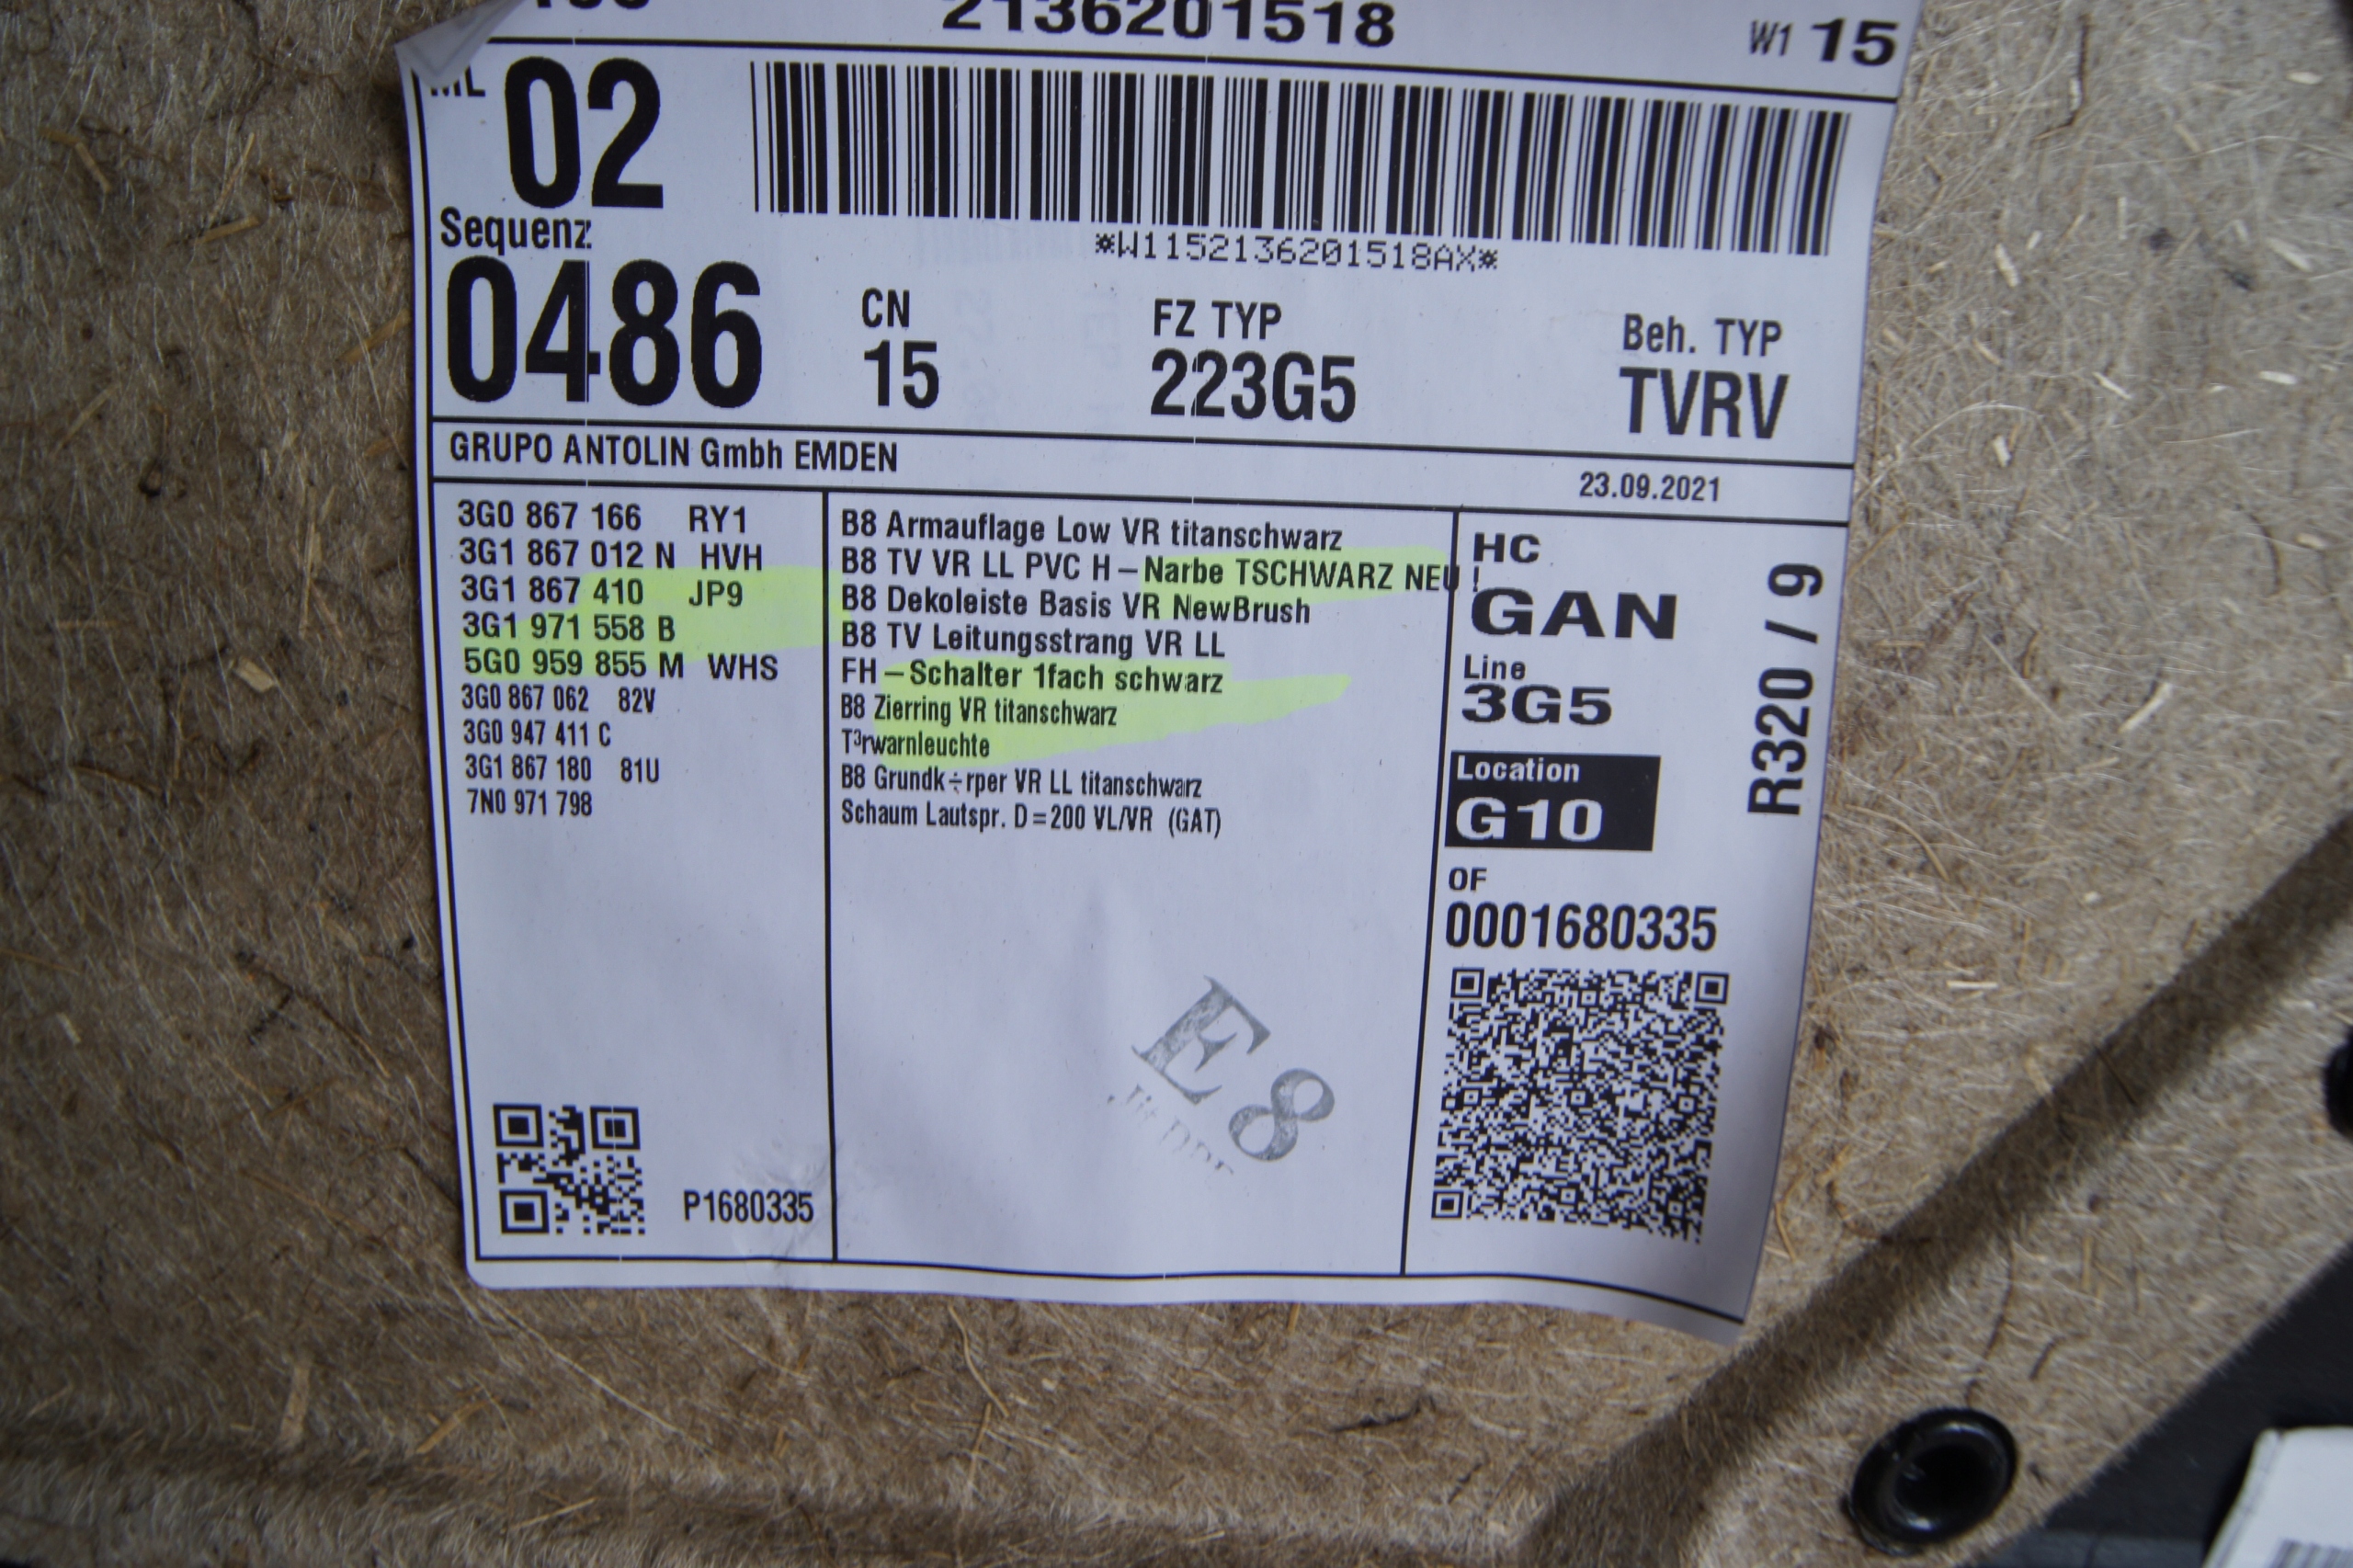 2136201518
W1 15
02
*W1152136201518AX*
Sequenz
0486
CN
15
FZ TYP
223G5
Beh. TYP
TVRV
GRUPO ANTOLIN Gmbh EMDEN
23.09.2021
3G0 867 166 RY1
3G1 867 012 N HVH
3G1 867 410 JP9
3G1 971 558 B
5G0 959 855 M WHS
3G0 867 062 82V
3G0 947 411 C
3G1 867 180 81U
7N0 971 798
P1680335
B8 Armauflage Low VR titanschwarz
B8 TV VR LL PVC H–Narbe TSCHWARZ NEU !
B8 Dekoleiste Basis VR NewBrush
B8 TV Leitungsstrang VR LL
FH–Schalter 1fach schwarz
B8 Zierring VR titanschwarz
T³rwarnleuchte
B8 Grundk÷rper VR LL titanschwarz
Schaum Lautspr. D=200 VL/VR (GAT)
E8
HC
GAN
Line
3G5
Location
G10
OF
0001680335
R320 / 9